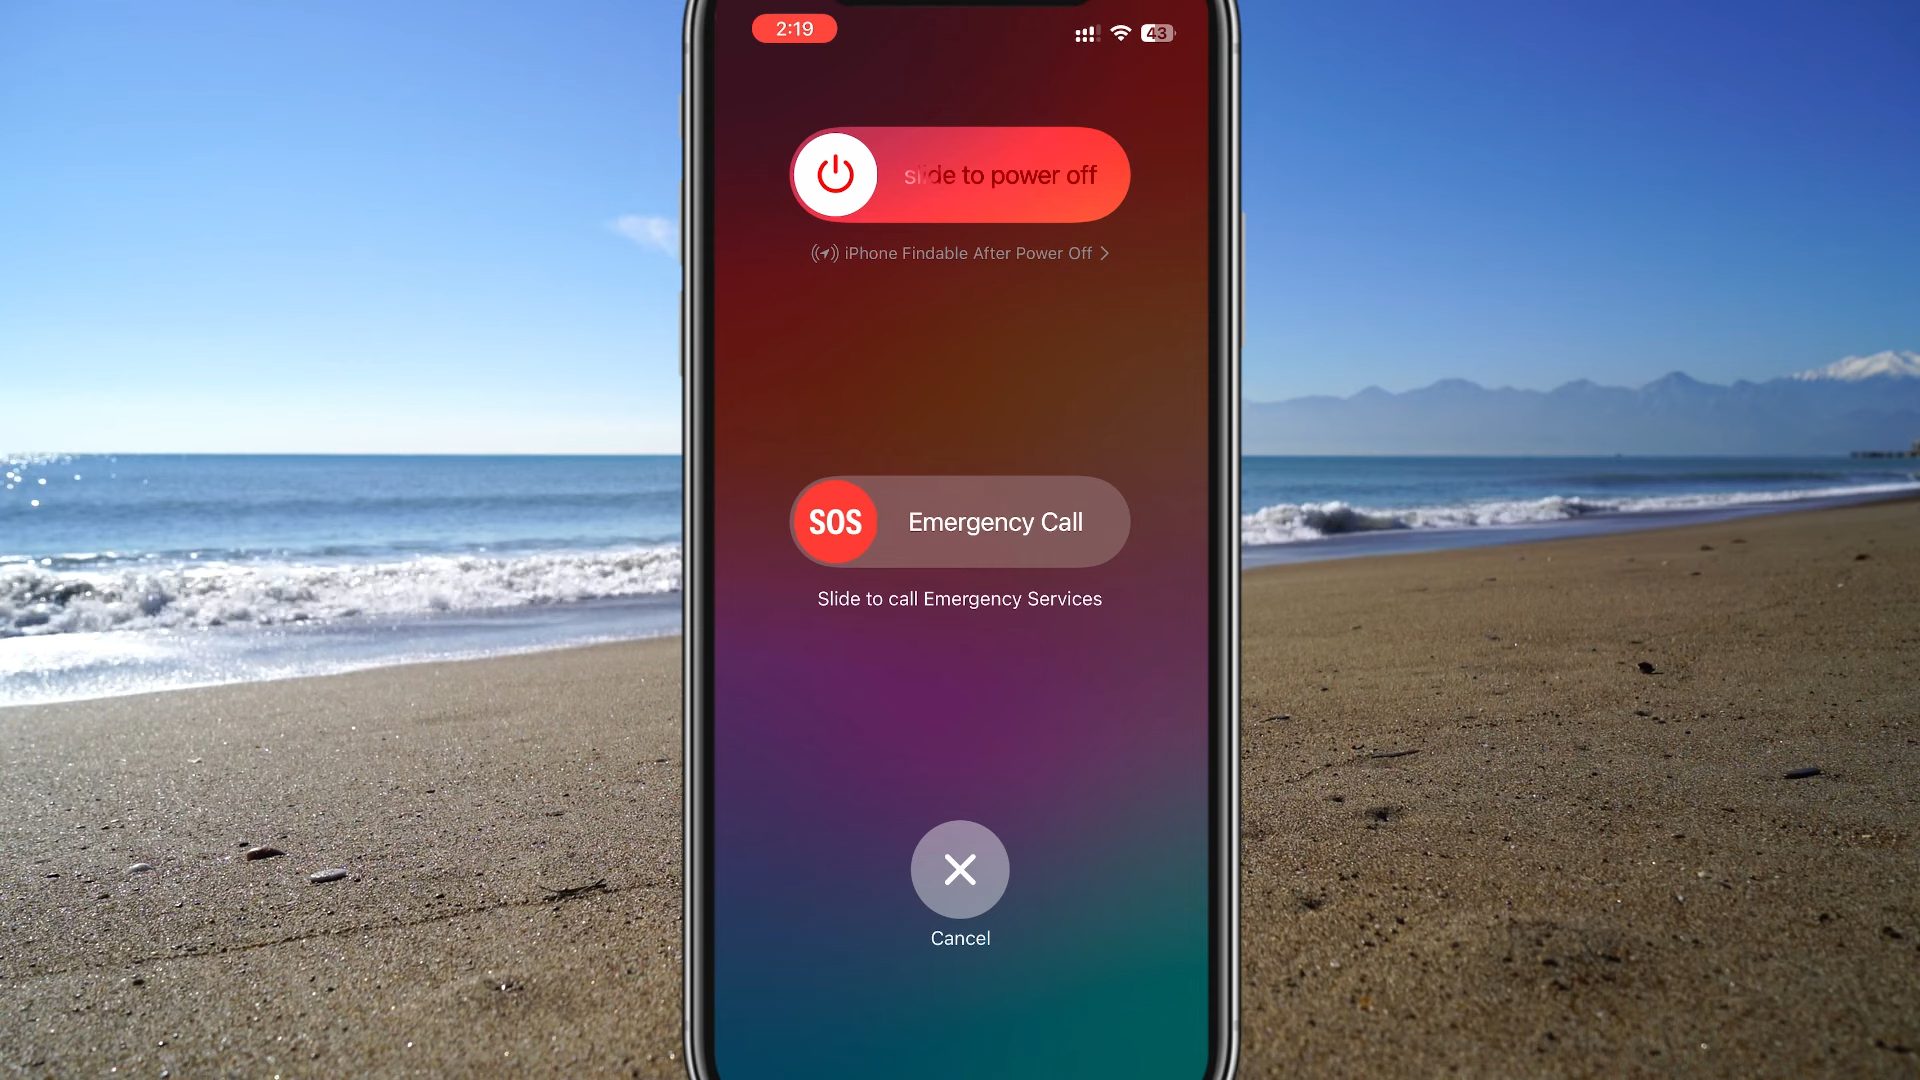 2:19
43
slide to power off
iPhone Findable After Power Off
SOS Emergency Call
Slide to call Emergency Services
Cancel